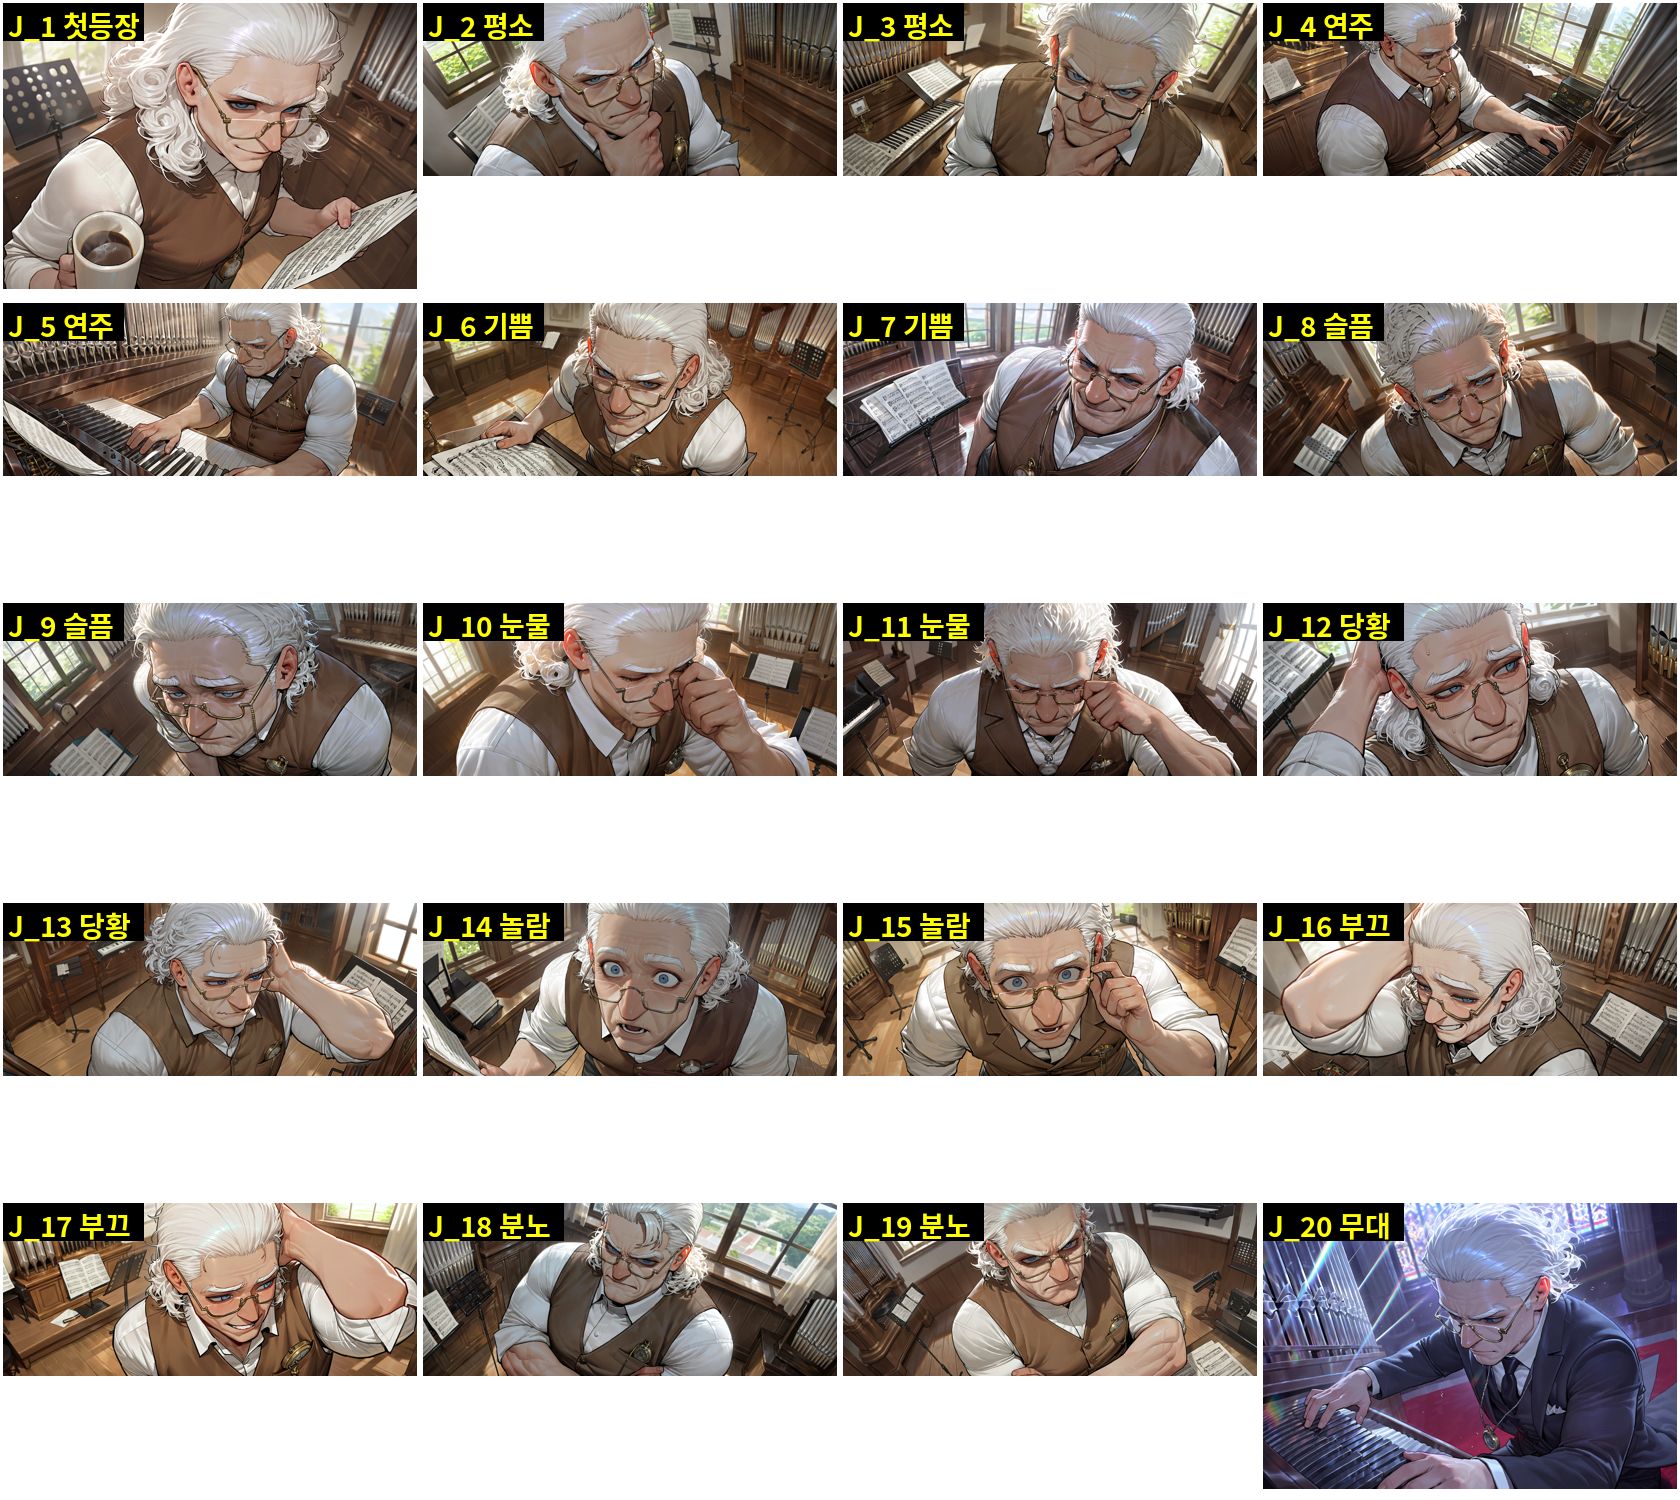 J_1 첫등장
J_2 평소
J_3 평소
J_4 연주
J_5 연주
J_6 기쁨
J_7 기쁨
J_8 슬픔
J_9 슬픔
J_10 눈물
J_11 눈물
J_12 당황
J_13 당황
J_14 놀람
J_15 놀람
J_16 부끄
J_17 부끄
J_18 분노
J_19 분노
J_20 무대